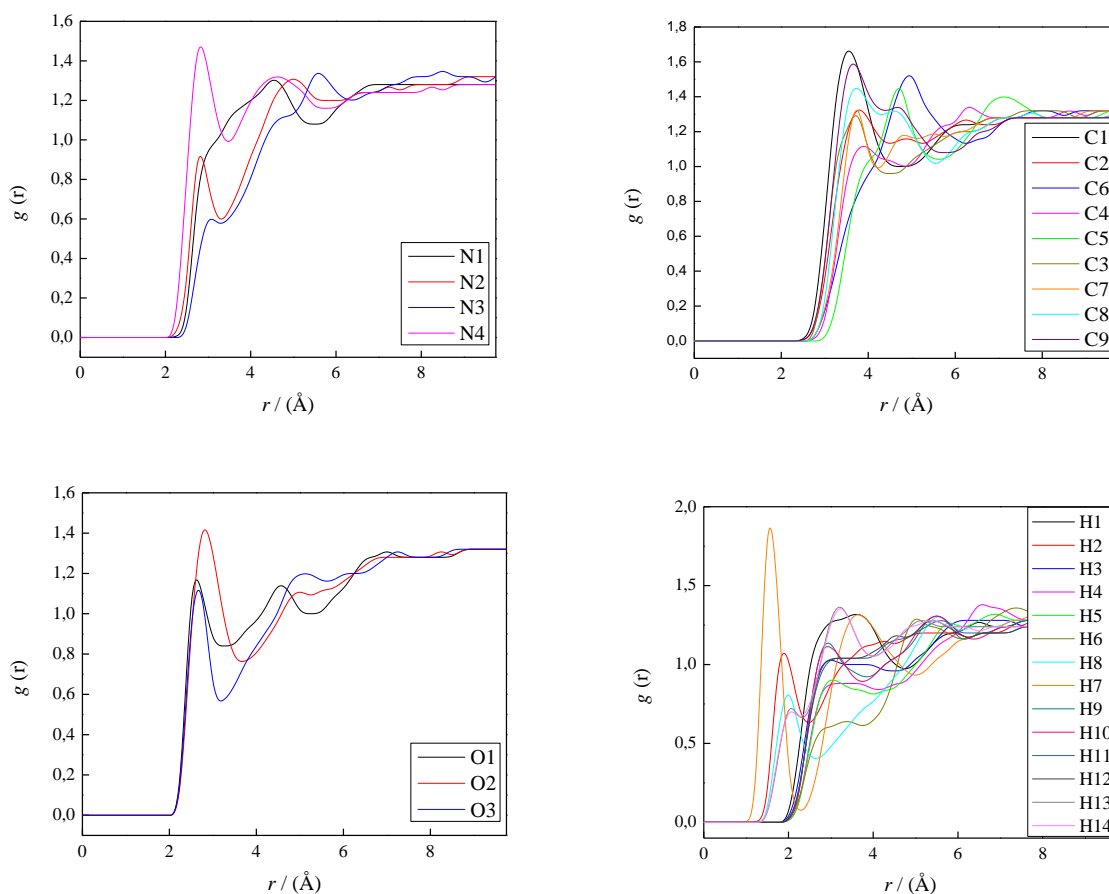 1,6
1,4
1,2
1,0
0,8
0,6
0,4
0,2
0,0
g (r)
0 2 4 6 8
r / (Å)
N1
N2
N3
N4
1,8
1,6
1,4
1,2
1,0
0,8
0,6
0,4
0,2
0,0
g (r)
0 2 4 6 8
r / (Å)
C1
C2
C6
C4
C5
C3
C7
C8
C9
1,6
1,4
1,2
1,0
0,8
0,6
0,4
0,2
0,0
g (r)
0 2 4 6 8
r / (Å)
O1
O2
O3
2,0
1,5
1,0
0,5
0,0
g (r)
0 2 4 6
r / (Å)
H1
H2
H3
H4
H5
H6
H8
H7
H9
H10
H11
H12
H13
H14